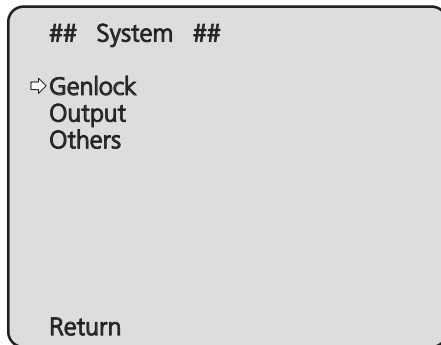 ## System ##
⇨Genlock
Output
Others
Return